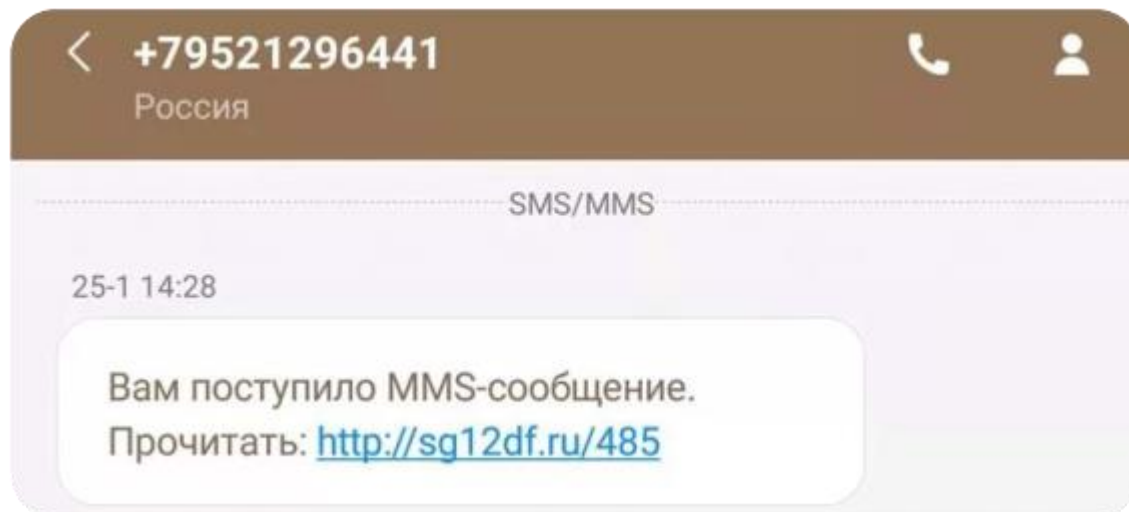 +79521296441
Россия
SMS/MMS
25-1 14:28
Вам поступило MMS-сообщение.
Прочитать: http://sg12df.ru/485